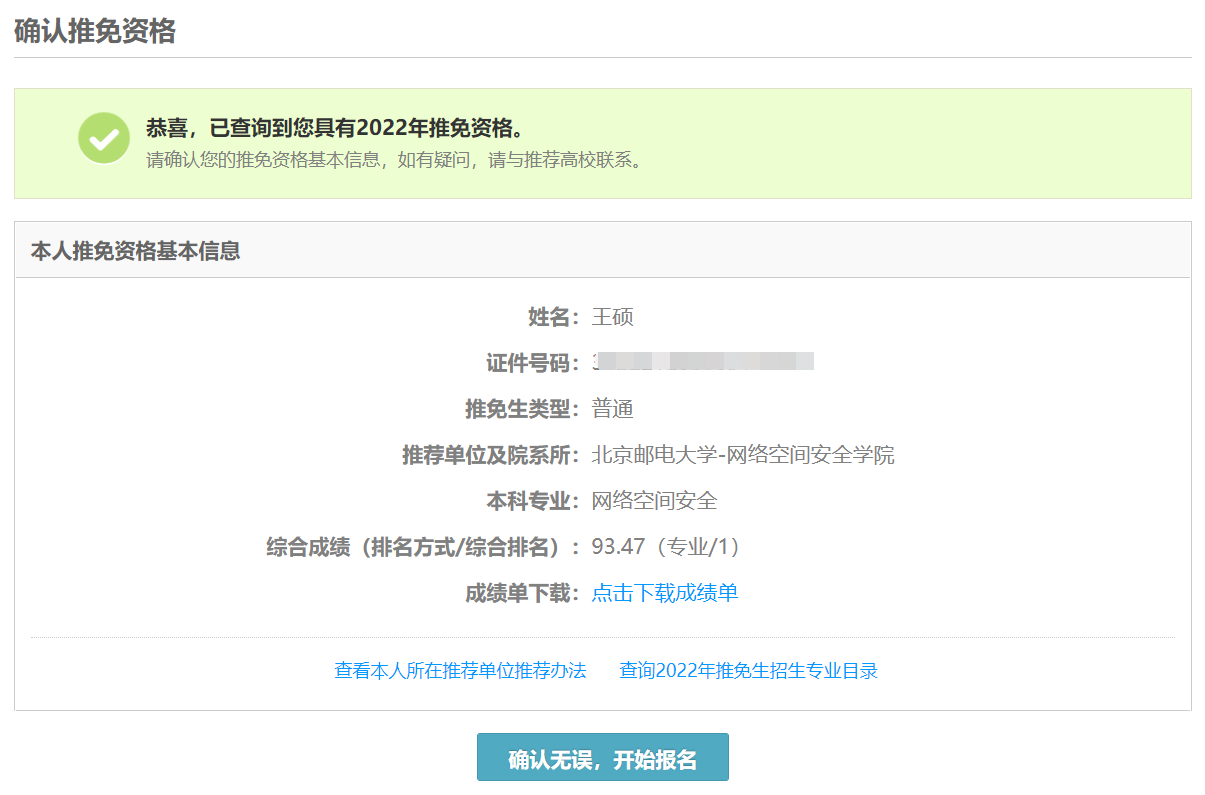 确认推免资格
恭喜，已查询到您具有2022年推免资格。
请确认您的推免资格基本信息，如有疑问，请与推荐高校联系。
本人推免资格基本信息
姓名：王硕
证件号码：
推免生类型：普通
推荐单位及院系所：北京邮电大学-网络空间安全学院
本科专业：网络空间安全
综合成绩（排名方式/综合排名）：93.47（专业/1）
成绩单下载：点击下载成绩单
查看本人所在推荐单位推荐办法 查询2022年推免生招生专业目录
确认无误，开始报名